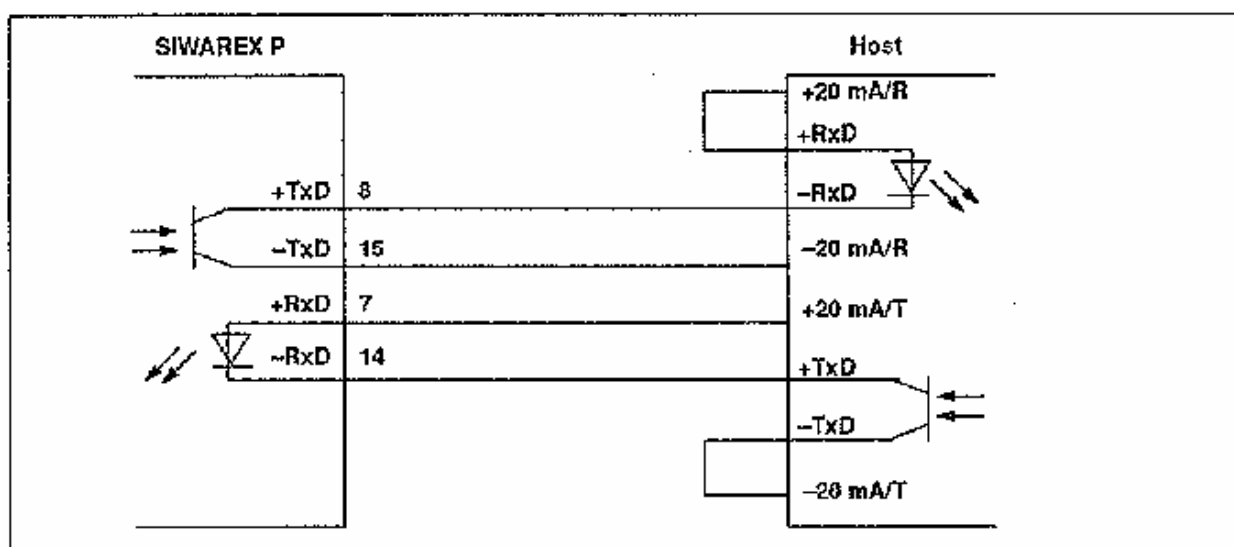 SIWAREX P
Host
+20 mA/R
+RxD
+TxD 8 –RxD
–TxD 15 –20 mA/R
+RxD 7 +20 mA/T
–RxD 14 +TxD
–TxD
–20 mA/T